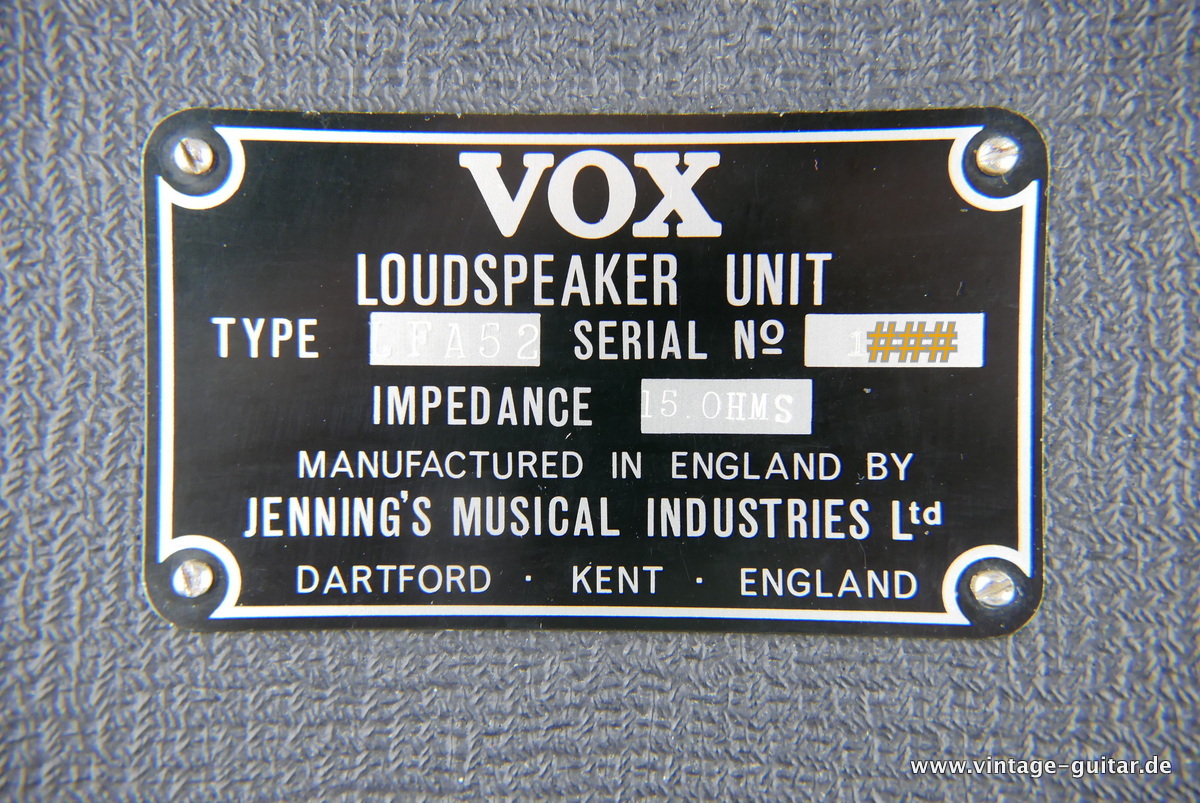 VOX
LOUDSPEAKER UNIT
TYPE LFA52 SERIAL Nº 1###
IMPEDANCE 15.OHMS
MANUFACTURED IN ENGLAND BY
JENNING'S MUSICAL INDUSTRIES Ltd
DARTFORD · KENT · ENGLAND
www.vintage-guitar.de